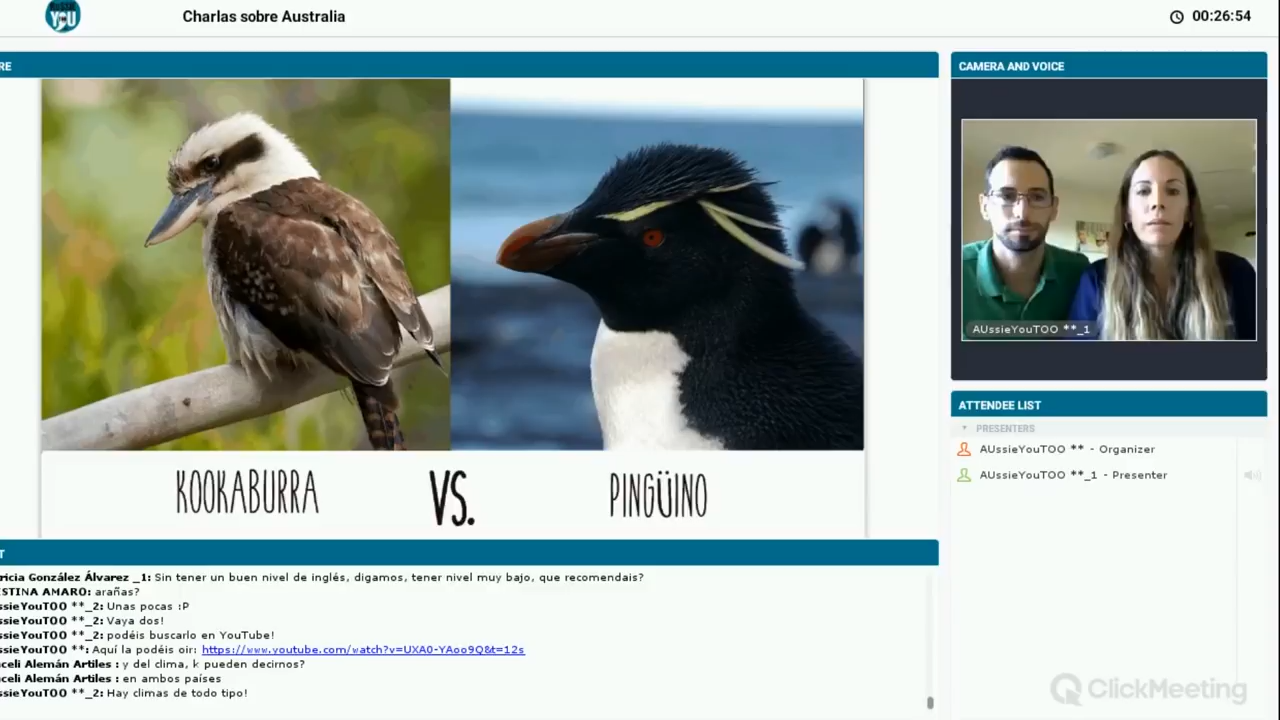 YOU
Charlas sobre Australia
00:26:54
RE
CAMERA AND VOICE
AUssieYouTOO **_1
KOOKABURRA VS. PINGÜINO
ATTENDEE LIST
PRESENTERS
AUssieYouTOO ** - Organizer
AUssieYouTOO **_1 - Presenter
T
ricia González Álvarez _1: Sin tener un buen nivel de inglés, digamos, tener nivel muy bajo, que recomendais?
STINA AMARO: arañas?
ssieYouTOO **_2: Unas pocas :P
ssieYouTOO **_2: Vaya dos!
ssieYouTOO **_2: podéis buscarlo en YouTube!
ssieYouTOO **: Aquí la podéis oir: https://www.youtube.com/watch?v=UXA0-YAoo9Q&t=12s
celi Alemán Artiles : y del clima, k pueden decirnos?
celi Alemán Artiles : en ambos países
ssieYouTOO **_2: Hay climas de todo tipo!
ClickMeeting